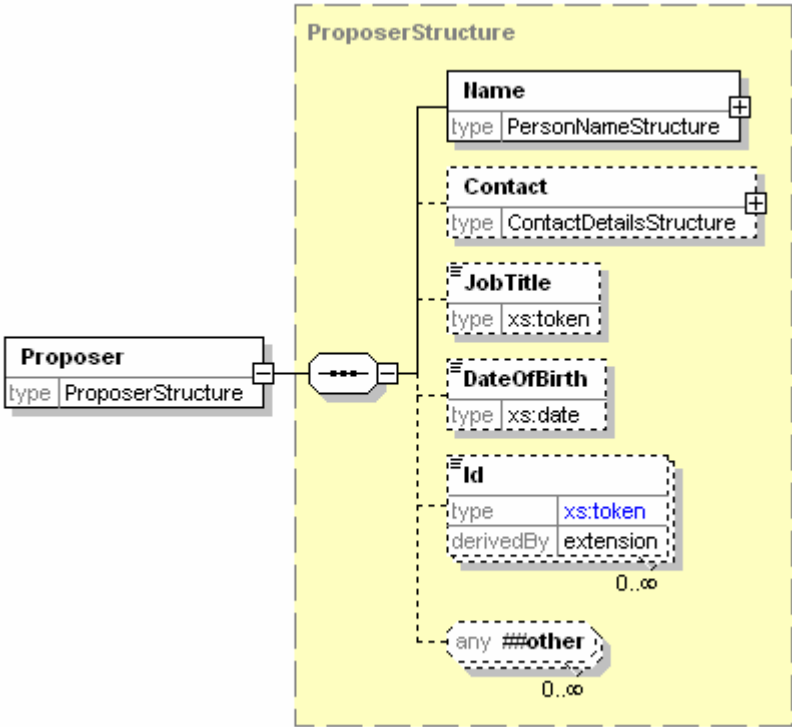 ProposerStructure
Name
type PersonNameStructure
Contact
type ContactDetailsStructure
JobTitle
type xs:token
Proposer
type ProposerStructure
DateOfBirth
type xs:date
Id
type xs:token
derivedBy extension
0..∞
any ##other
0..∞